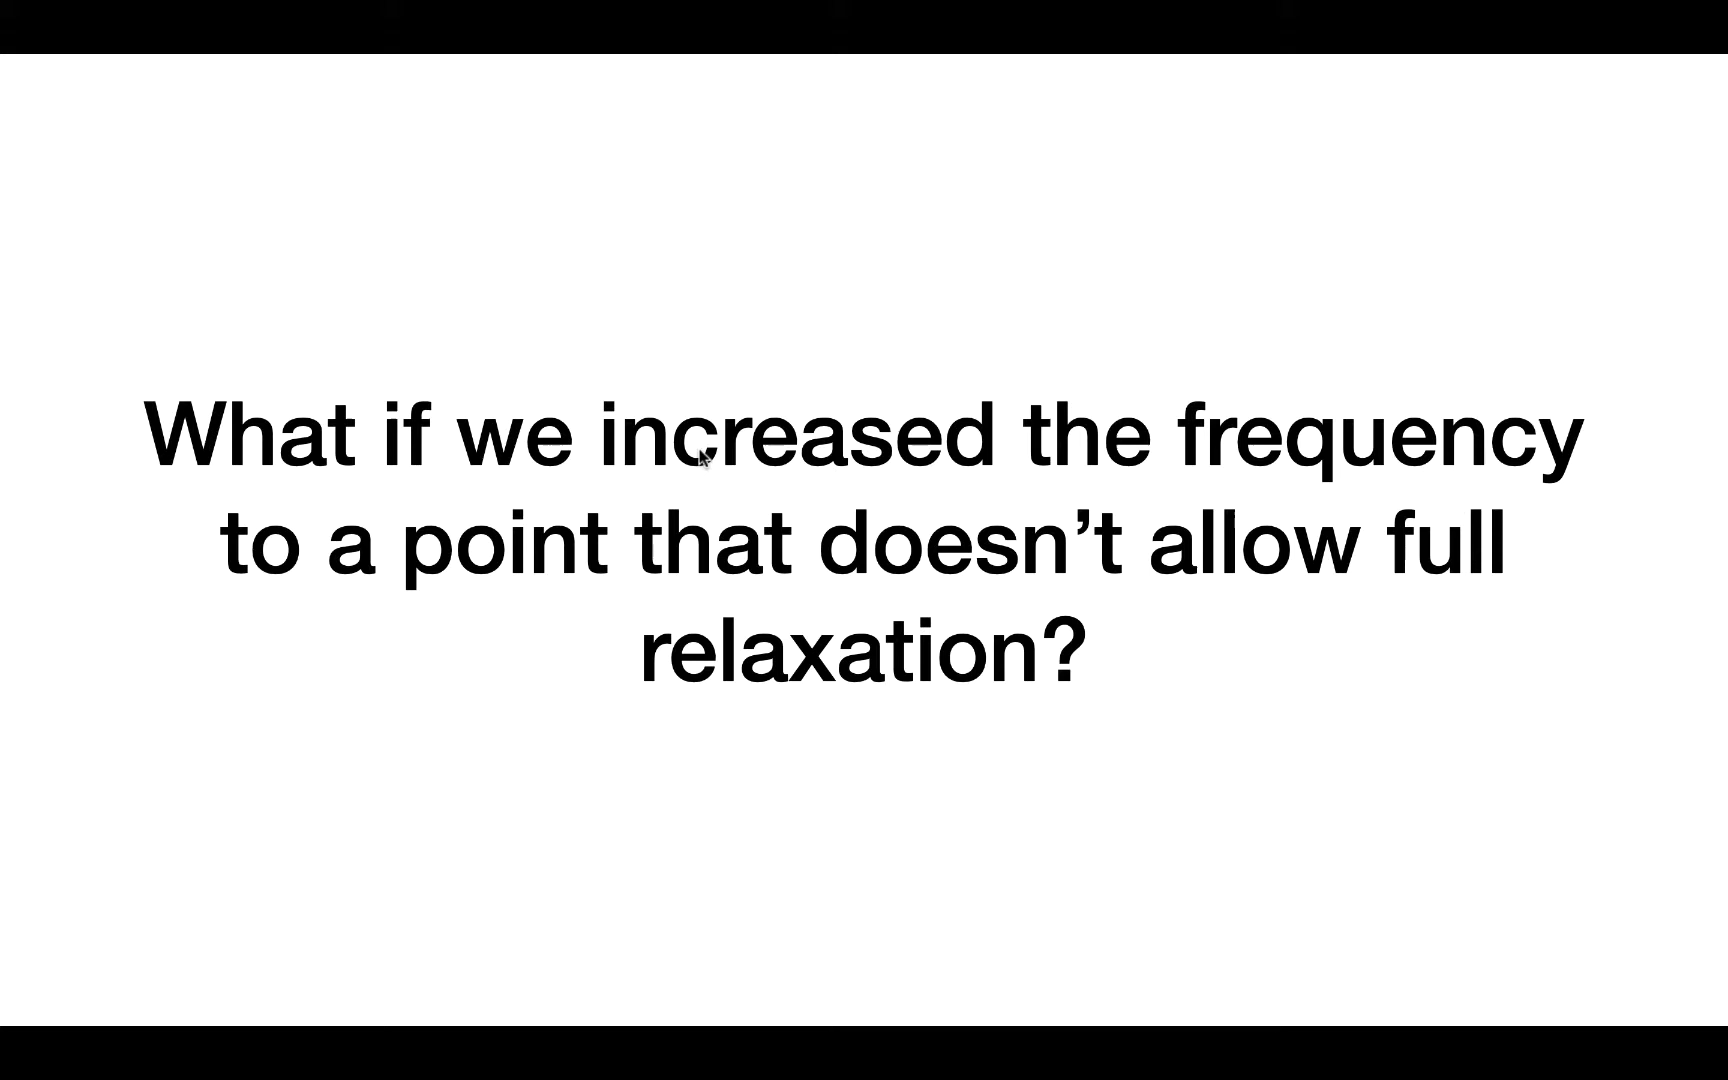 What if we increased the frequency
to a point that doesn’t allow full
relaxation?